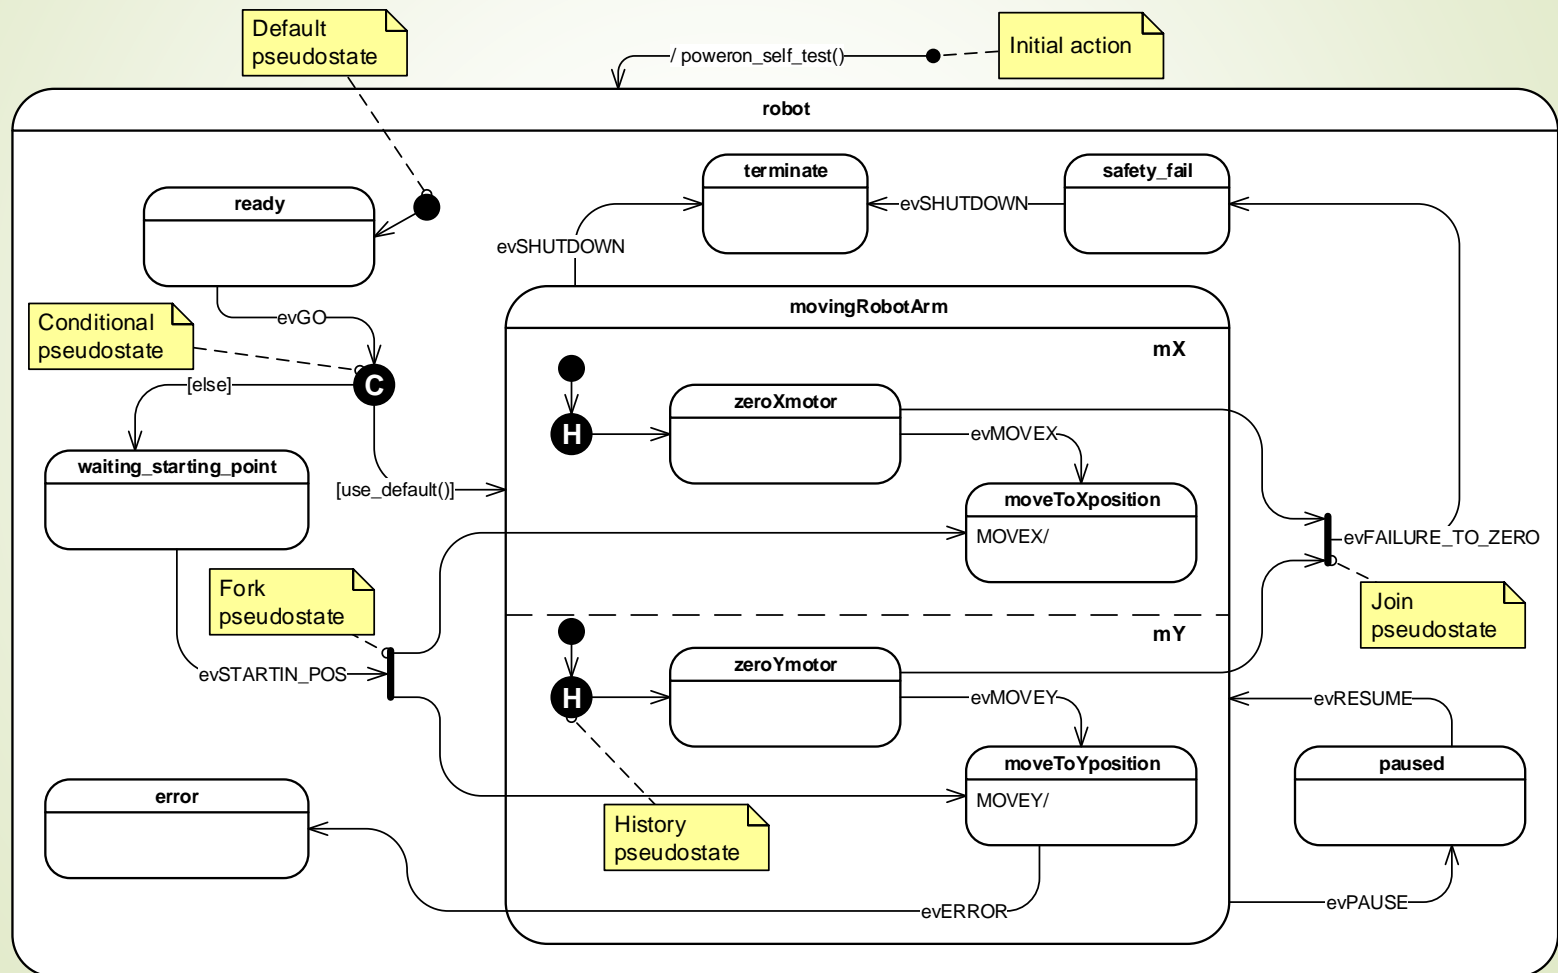 Default
pseudostate
/ poweron_self_test()
Initial action
robot
terminate
safety_fail
ready
evSHUTDOWN
evSHUTDOWN
movingRobotArm
Conditional
pseudostate
evGO
mX
C
[else]
zeroXmotor
H
evMOVEX
waiting_starting_point
[use_default()]
moveToXposition
MOVEX/
evFAILURE_TO_ZERO
Fork
pseudostate
Join
pseudostate
mY
zeroYmotor
evSTARTIN_POS
H
evMOVEY
evRESUME
moveToYposition
MOVEY/
paused
error
History
pseudostate
evERROR
evPAUSE